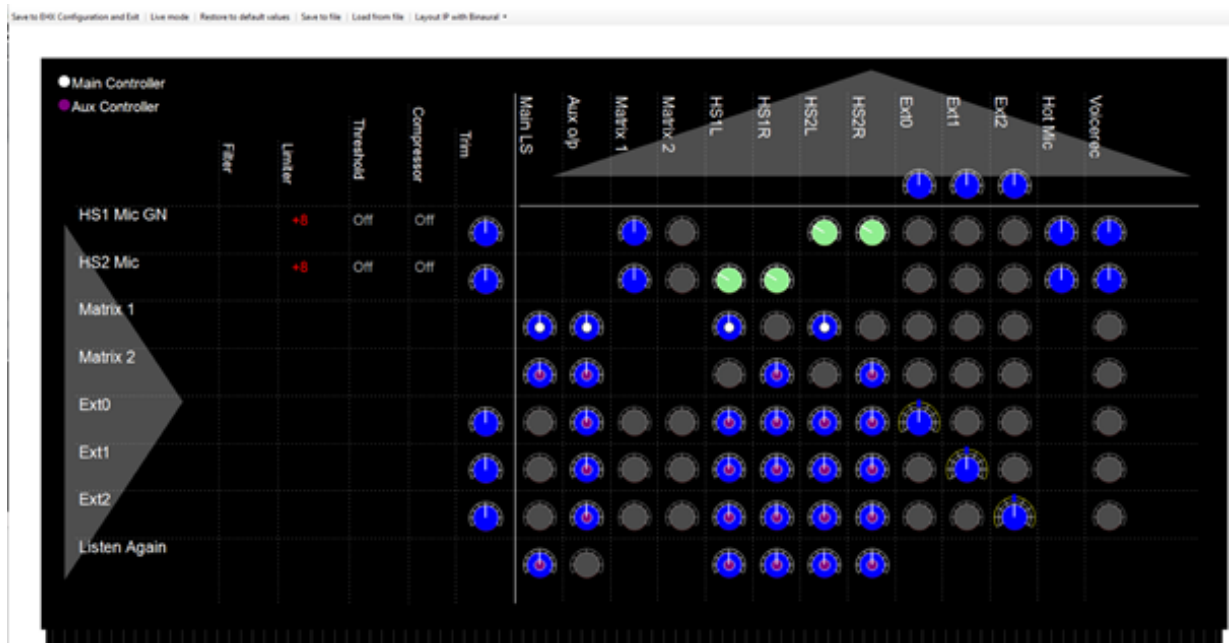 Save to EHX Configuration and Exit | Live mode | Restore to default values | Save to file | Load from file | Layout IP with Binaural
Main Controller
Aux Controller
Filter
Limiter
Threshold
Compressor
Trim
Main LS
Aux o/p
Matrix 1
Matrix 2
HS1L
HS1R
HS2L
HS2R
Ext0
Ext1
Ext2
Hot Mic
Voicerec
HS1 Mic GN +8 Off Off
HS2 Mic +8 Off Off
Matrix 1
Matrix 2
Ext0
Ext1
Ext2
Listen Again